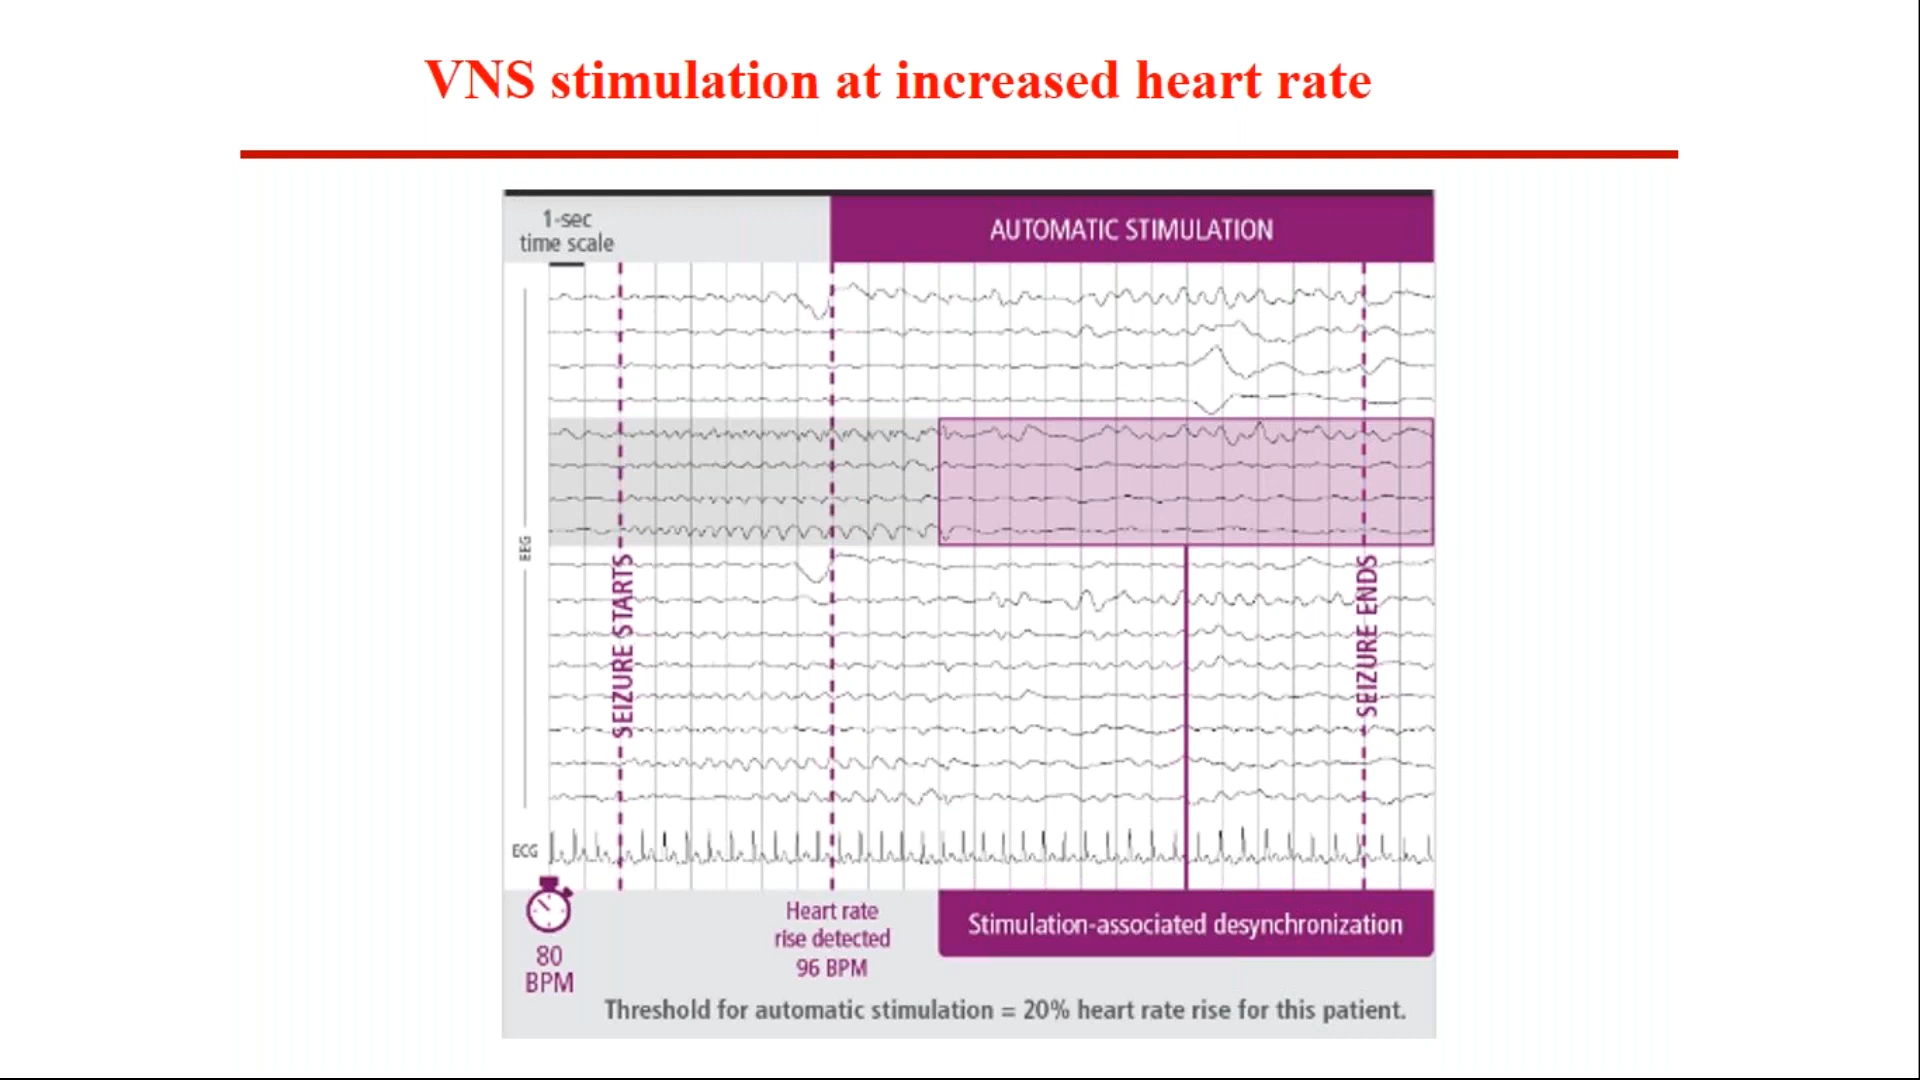 VNS stimulation at increased heart rate
1-sec
time scale
AUTOMATIC STIMULATION
EEG
SEIZURE STARTS
SEIZURE ENDS
ECG
80
BPM
Heart rate
rise detected
96 BPM
Stimulation-associated desynchronization
Threshold for automatic stimulation = 20% heart rate rise for this patient.